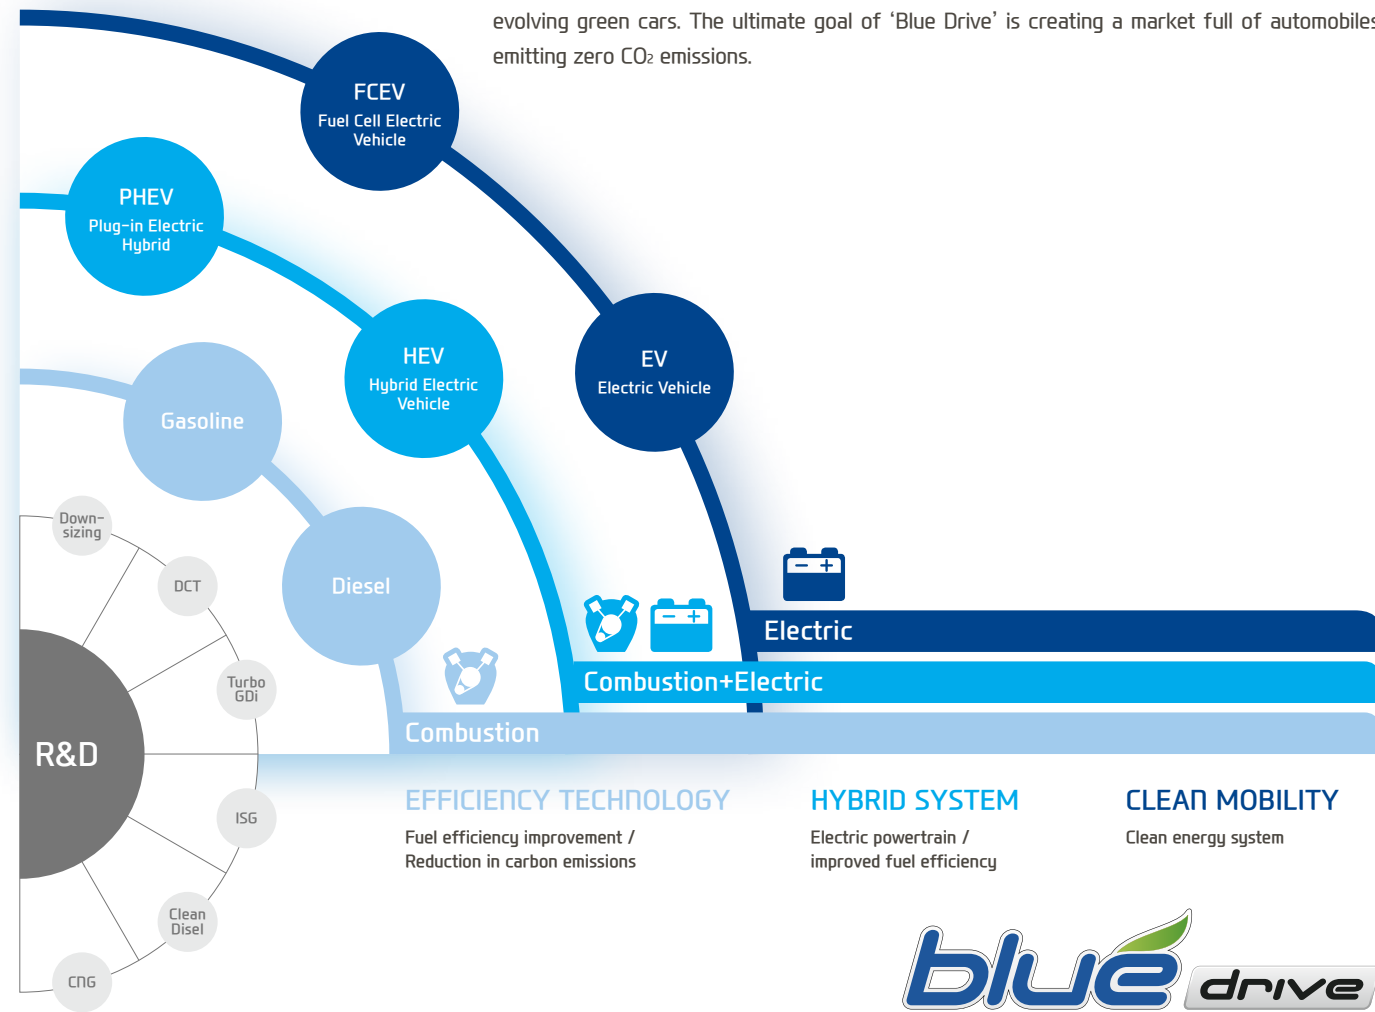 evolving green cars. The ultimate goal of ‘Blue Drive’ is creating a market full of automobiles
emitting zero CO₂ emissions.
FCEV
Fuel Cell Electric
Vehicle
PHEV
Plug-in Electric
Hybrid
HEV
Hybrid Electric
Vehicle
EV
Electric Vehicle
Gasoline
Diesel
Down-
sizing
DCT
Turbo
GDi
R&D
ISG
Clean
Disel
CNG
Electric
Combustion+Electric
Combustion
EFFICIENCY TECHNOLOGY
Fuel efficiency improvement /
Reduction in carbon emissions
HYBRID SYSTEM
Electric powertrain /
improved fuel efficiency
CLEAN MOBILITY
Clean energy system
blue drive